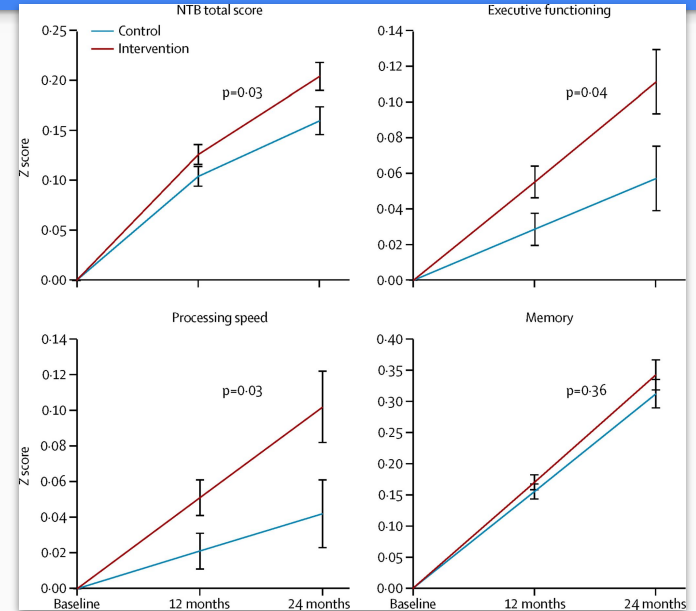 NTB total score
Control
Intervention
p=0·03
Z score
0·25
0·20
0·15
0·10
0·05
0·00
Executive functioning
p=0·04
0·14
0·12
0·10
0·08
0·06
0·04
0·02
0·00
Processing speed
p=0·03
Z score
0·14
0·12
0·10
0·08
0·06
0·04
0·02
0·00
Baseline
12 months
24 months
Memory
p=0·36
0·40
0·35
0·30
0·25
0·20
0·15
0·10
0·05
0·00
Baseline
12 months
24 months